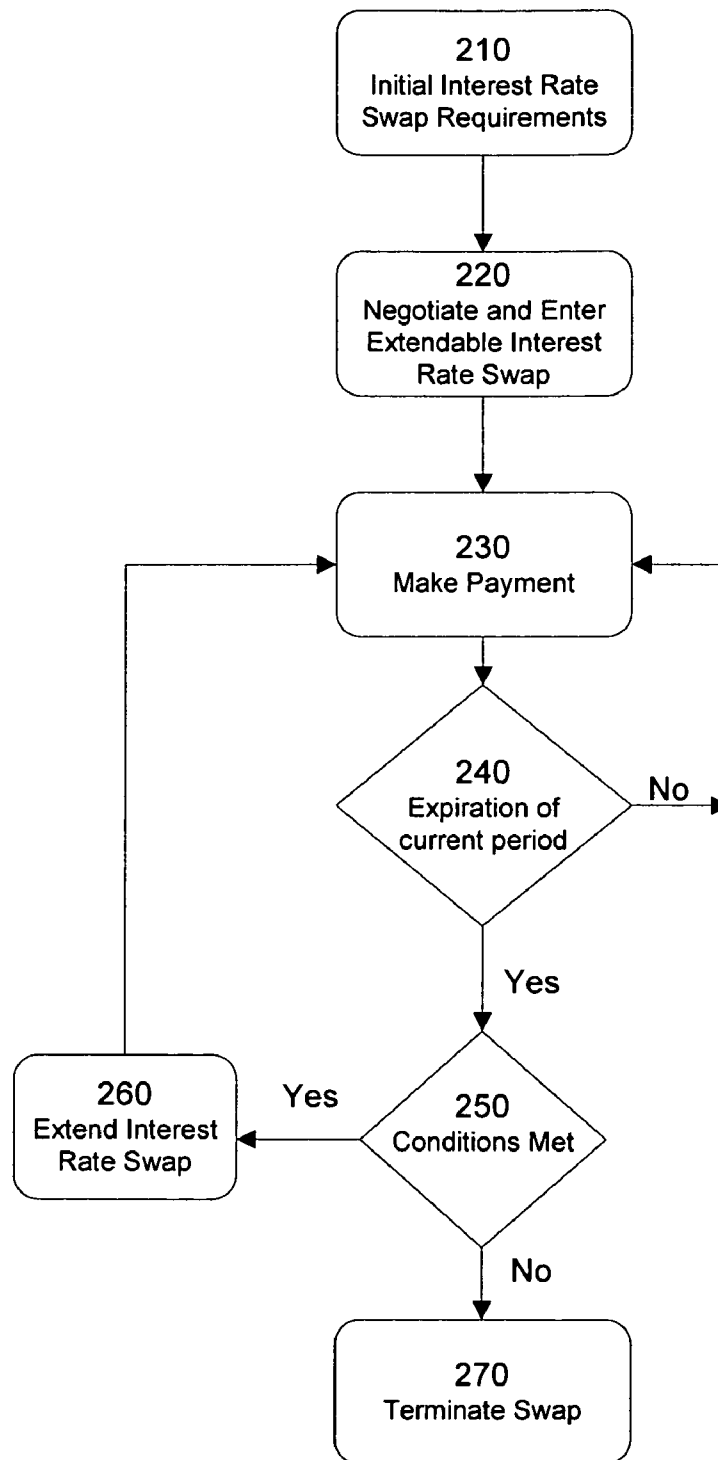 210
Initial Interest Rate
Swap Requirements
220
Negotiate and Enter
Extendable Interest
Rate Swap
230
Make Payment
240
Expiration of
current period
No
Yes
250
Conditions Met
Yes
260
Extend Interest
Rate Swap
No
270
Terminate Swap